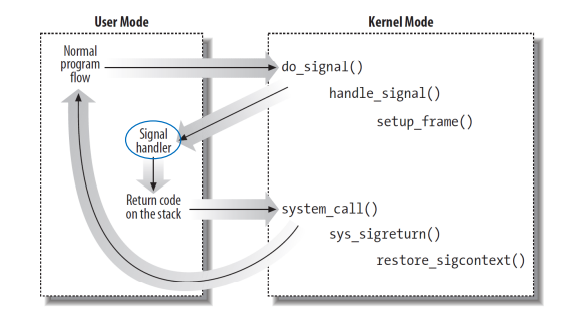 User Mode
Kernel Mode
Normal
program
flow
do_signal()
handle_signal()
setup_frame()
Signal
handler
Return code
on the stack
system_call()
sys_sigreturn()
restore_sigcontext()